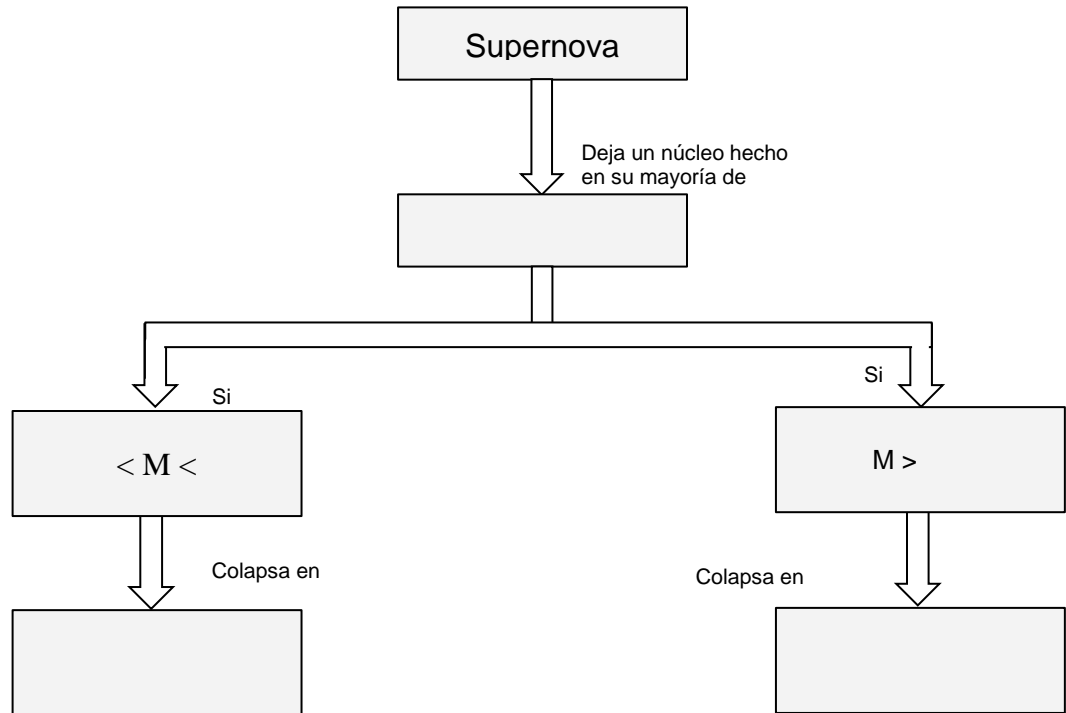 Supernova
Deja un núcleo hecho
en su mayoría de
Si
Si
< M <
M >
Colapsa en
Colapsa en